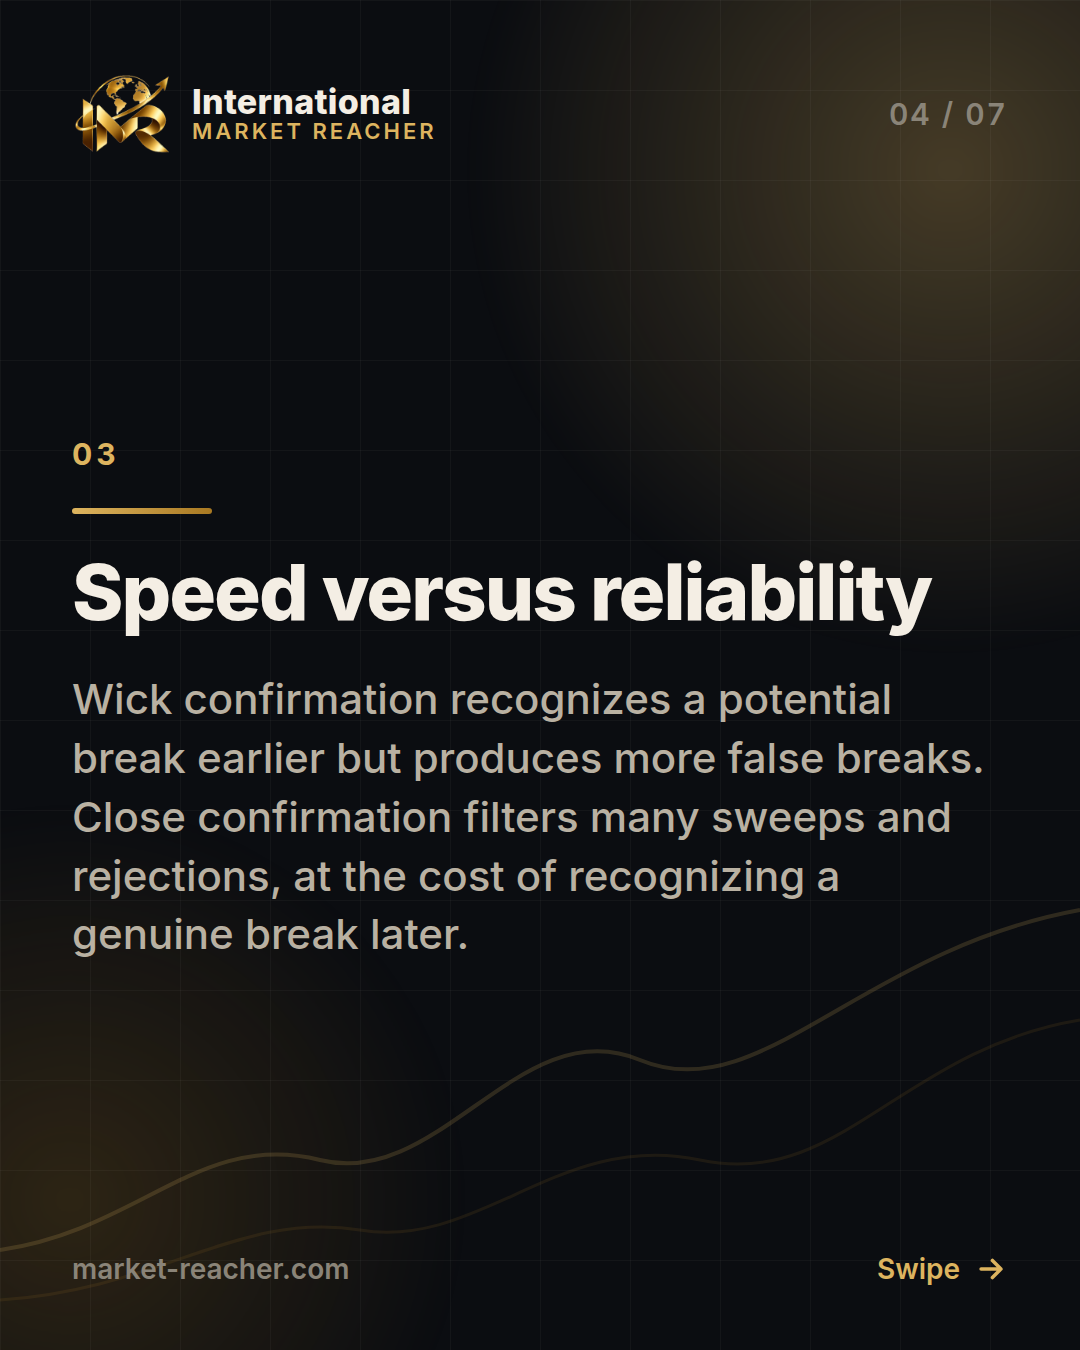 International
MARKET REACHER
04 / 07
03
Speed versus reliability
Wick confirmation recognizes a potential
break earlier but produces more false breaks.
Close confirmation filters many sweeps and
rejections, at the cost of recognizing a
genuine break later.
market-reacher.com
Swipe →